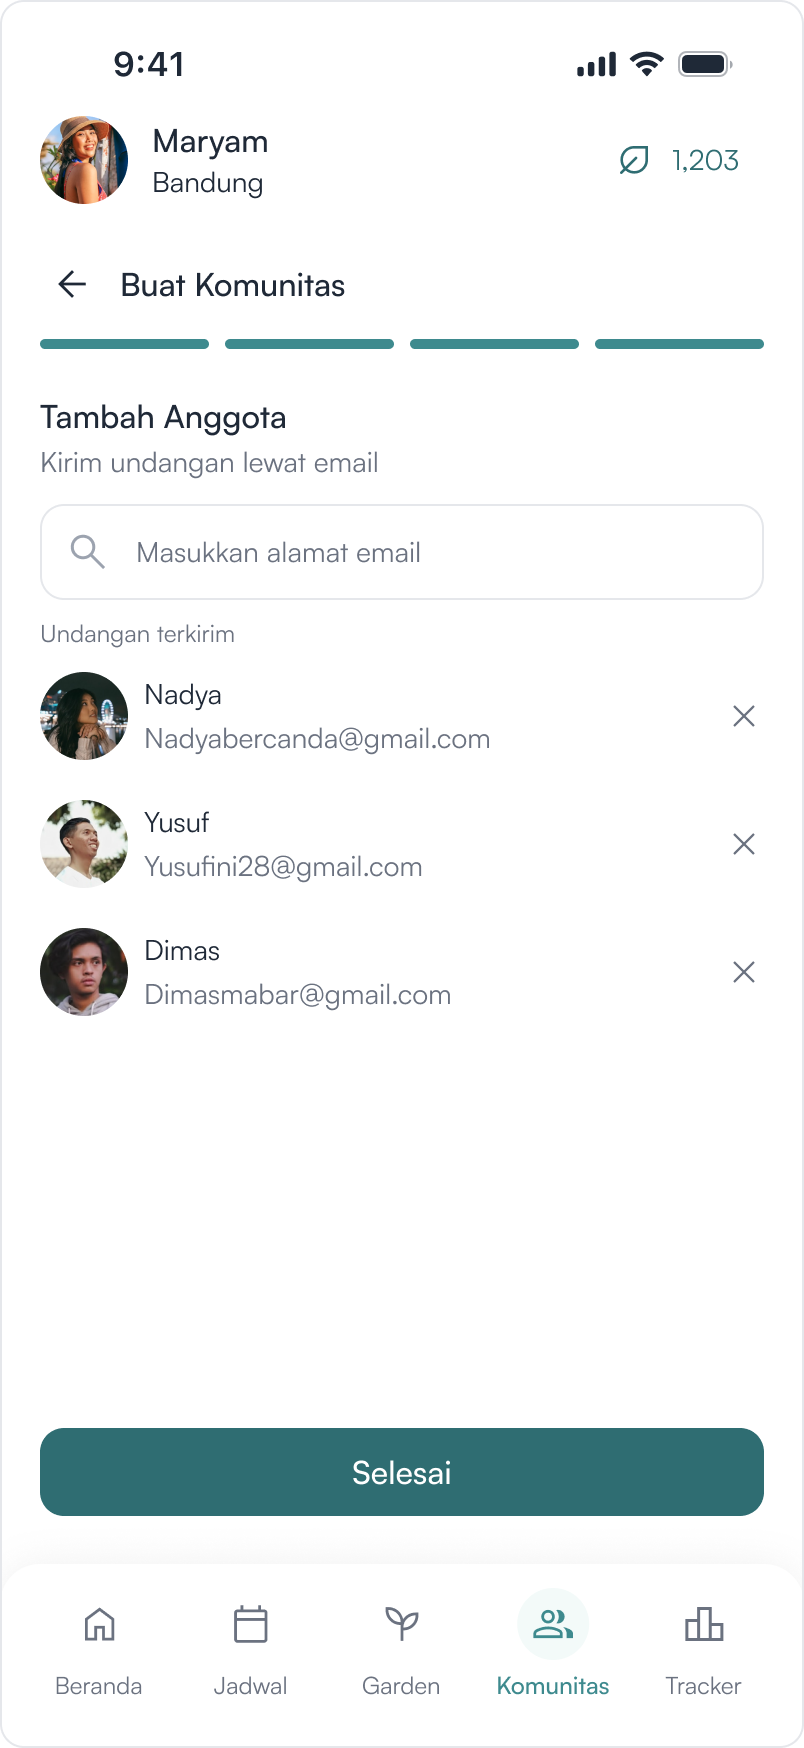 9:41
Maryam
Bandung
1,203
Buat Komunitas
Tambah Anggota
Kirim undangan lewat email
Masukkan alamat email
Undangan terkirim
Nadya
Nadyabercanda@gmail.com
Yusuf
Yusufini28@gmail.com
Dimas
Dimasmabar@gmail.com
Selesai
Beranda
Jadwal
Garden
Komunitas
Tracker